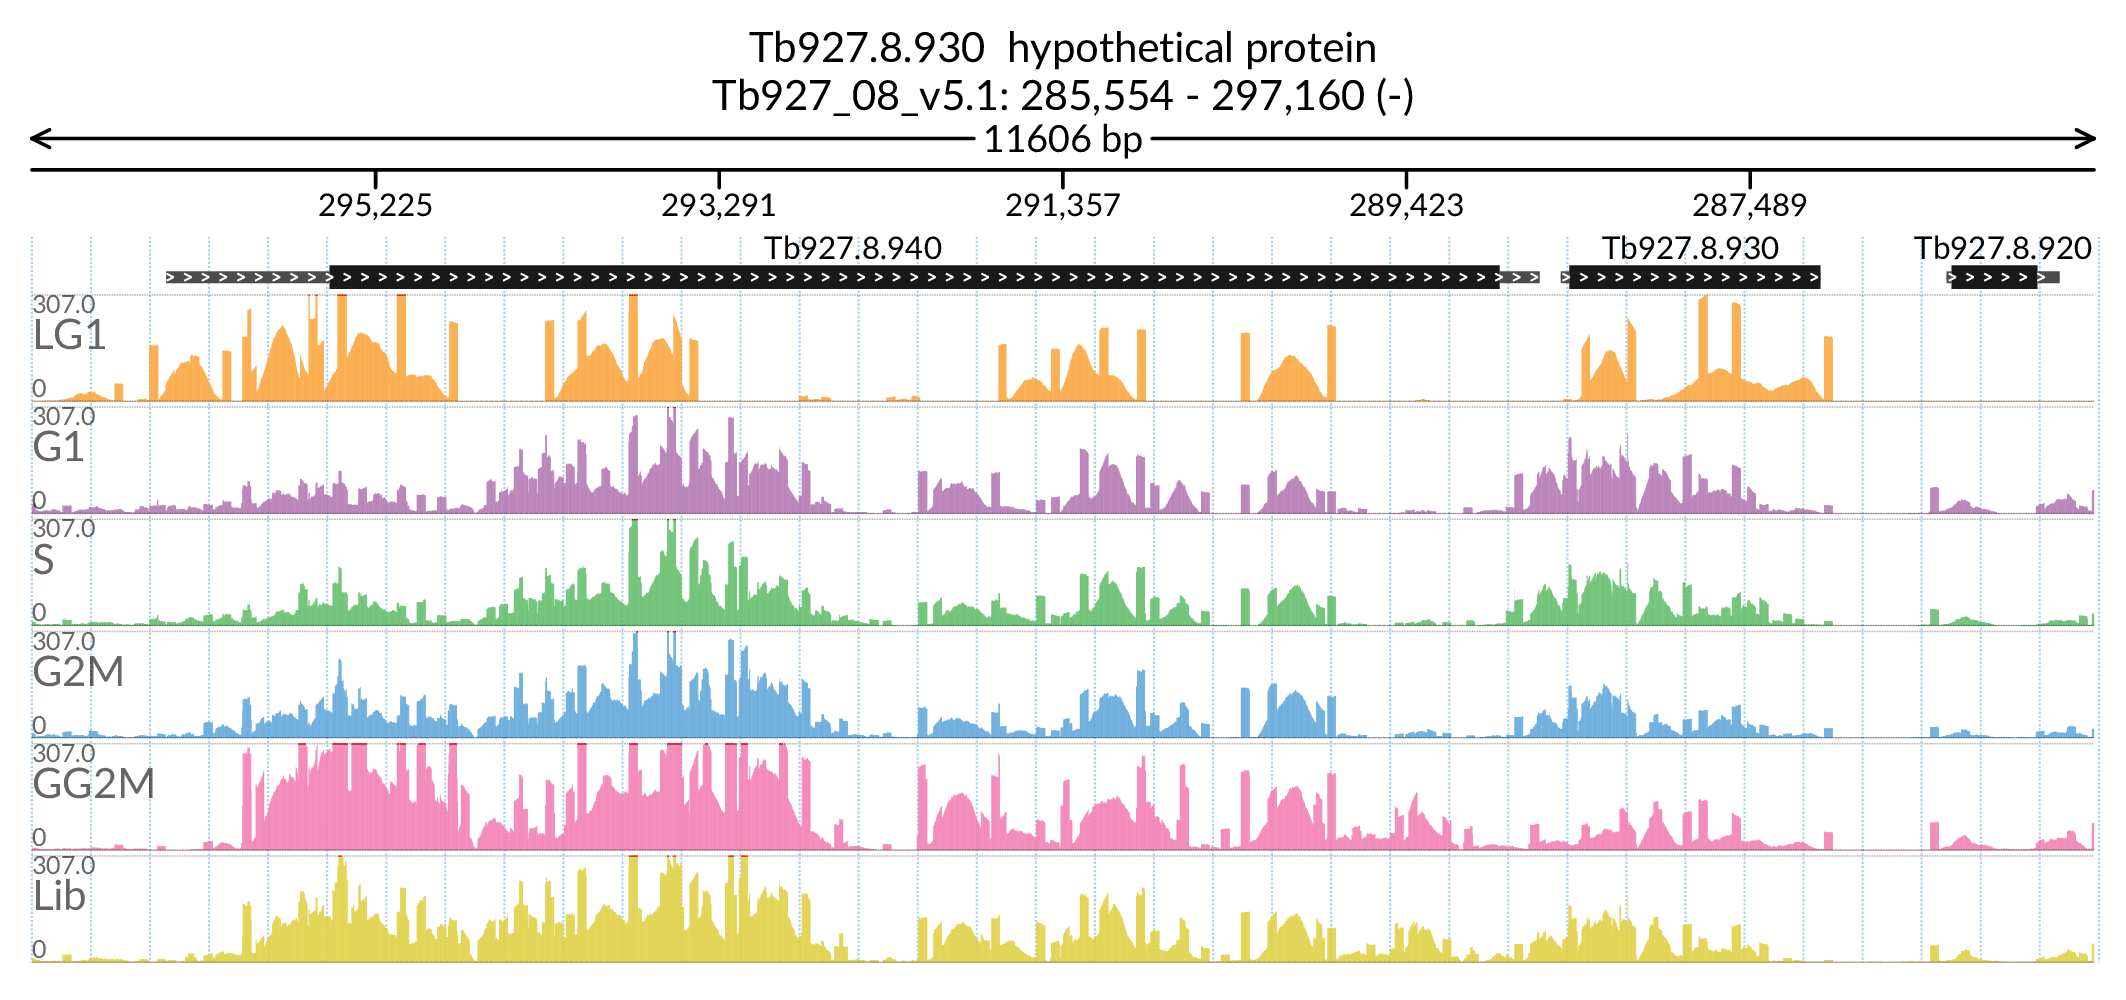 Tb927.8.930 hypothetical protein
Tb927_08_v5.1: 285,554 - 297,160 (-)
11606 bp
295,225 293,291 291,357 289,423 287,489
Tb927.8.940 Tb927.8.930 Tb927.8.920
307.0
LG1
0
307.0
G1
0
307.0
S
0
307.0
G2M
0
307.0
GG2M
0
307.0
Lib
0